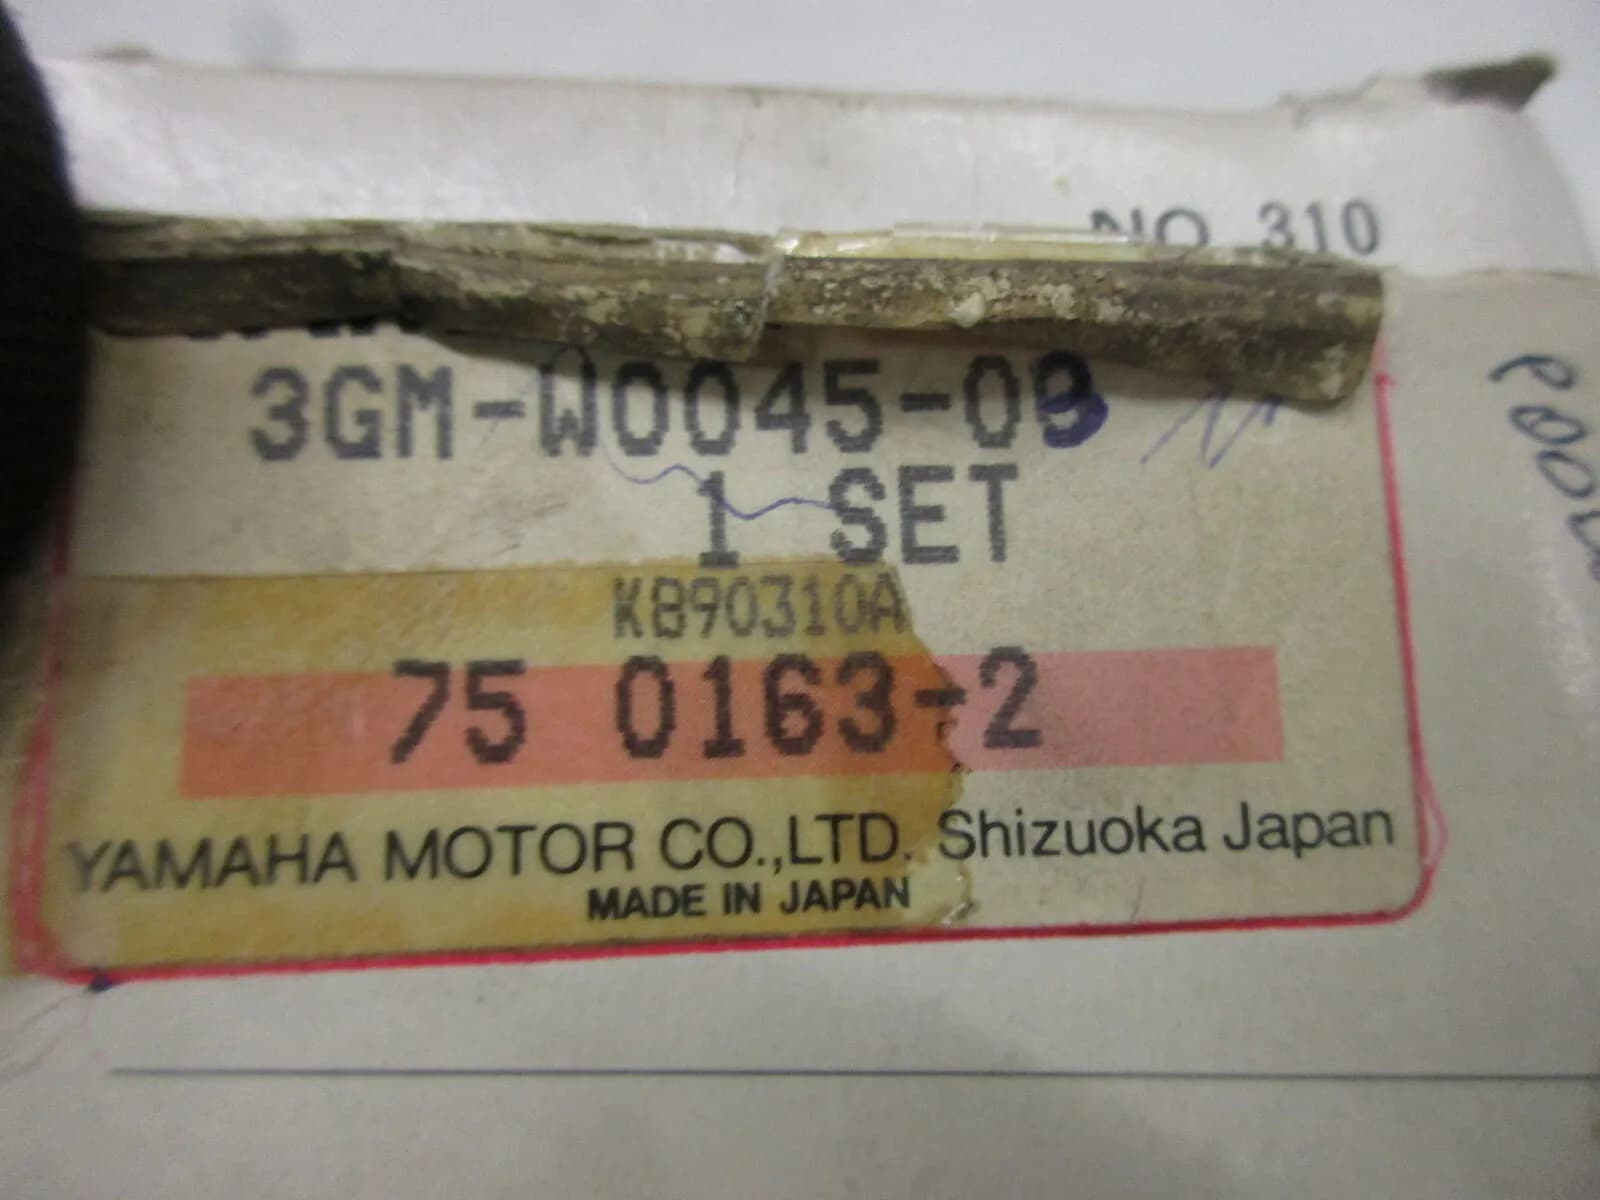 NO 310
3GM-W0045-09
1 SET
KB90310A
75 0163-2
YAMAHA MOTOR CO.,LTD. Shizuoka Japan
MADE IN JAPAN